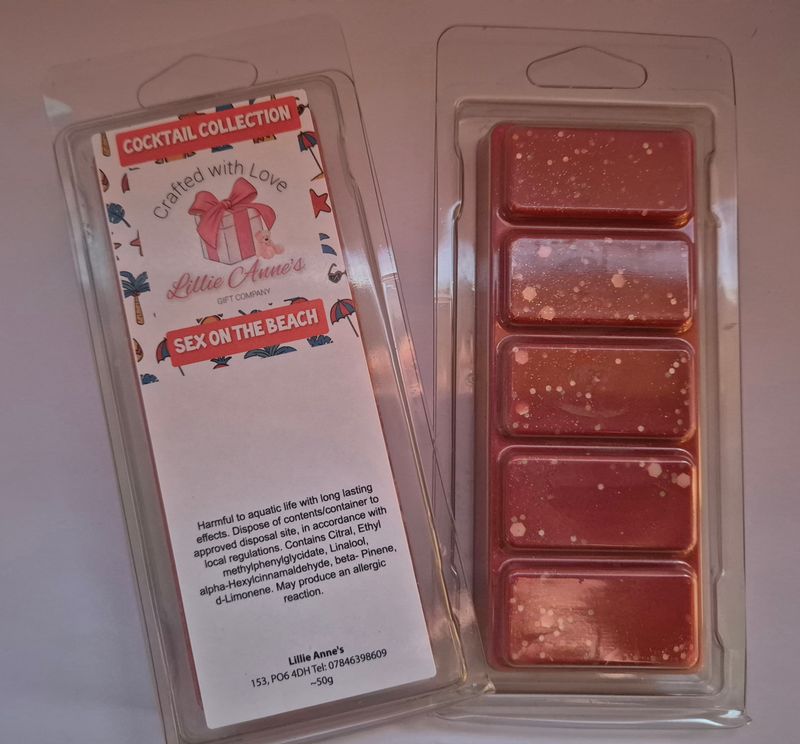 COCKTAIL COLLECTION
Crafted with Love
Lillie Anne's
GIFT COMPANY
SEX ON THE BEACH
Harmful to aquatic life with long lasting
effects. Dispose of contents/container to
approved disposal site, in accordance with
local regulations. Contains Citral, Ethyl
methylphenylglycidate, Linalool,
alpha-Hexylcinnamaldehyde, beta- Pinene,
d-Limonene. May produce an allergic
reaction.
Lillie Anne's
153, PO6 4DH Tel: 07846398609
~50g